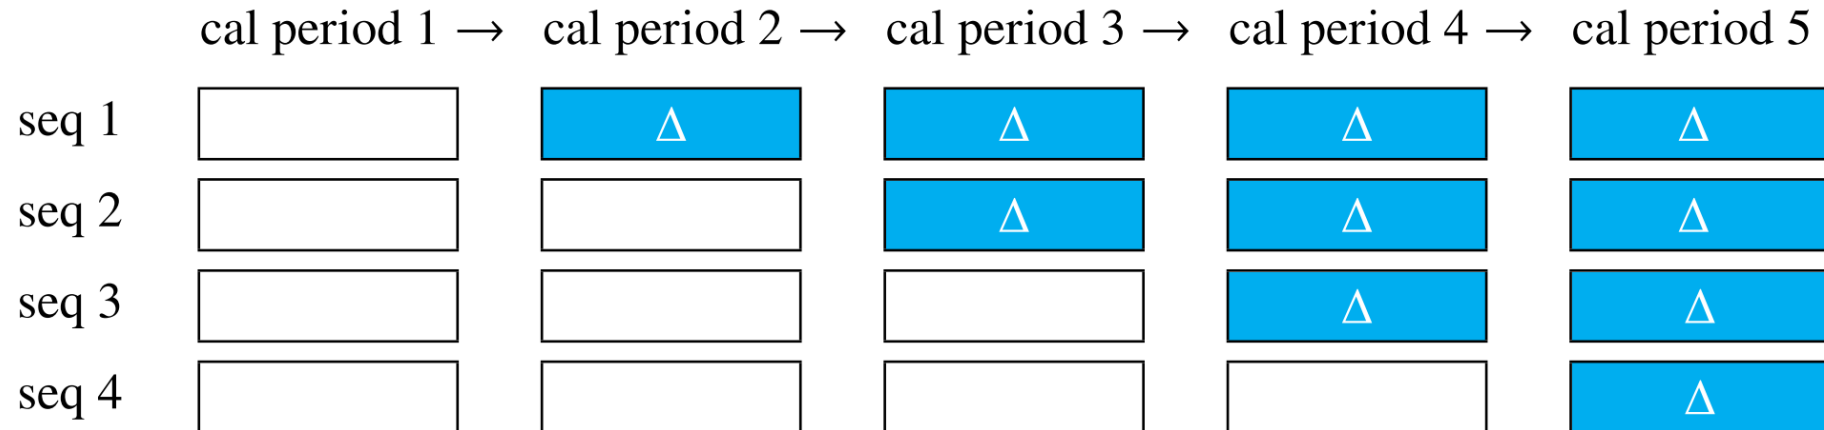 cal period 1 → cal period 2 → cal period 3 → cal period 4 → cal period 5
seq 1 Δ Δ Δ Δ
seq 2 Δ Δ Δ
seq 3 Δ Δ
seq 4 Δ